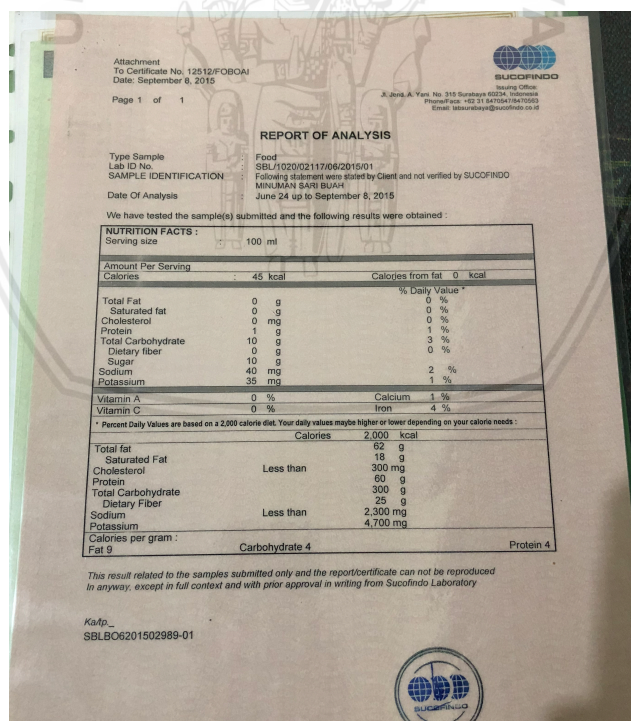 Attachment
To Certificate No. 12512/FOBOAI
Date: September 8, 2015
Page 1 of 1
SUCOFINDO
Issuing Office:
Jl. Jend. A. Yani. No. 315 Surabaya 60234, Indonesia
Phone/Facs: +62 31 8470547/8470563
Email: labsurabaya@sucofindo.co.id
REPORT OF ANALYSIS
Type Sample : Food
Lab ID No. : SBL/1020/02117/06/2015/01
SAMPLE IDENTIFICATION : Following statement were stated by Client and not verified by SUCOFINDO
MINUMAN SARI BUAH
Date Of Analysis : June 24 up to September 8, 2015
We have tested the sample(s) submitted and the following results were obtained :
NUTRITION FACTS :
Serving size : 100 ml
Amount Per Serving
Calories : 45 kcal Calories from fat 0 kcal
% Daily Value *
Total Fat 0 g 0 %
Saturated fat 0 g 0 %
Cholesterol 0 mg 0 %
Protein 1 g 1 %
Total Carbohydrate 10 g 3 %
Dietary fiber 0 g 0 %
Sugar 10 g
Sodium 40 mg 2 %
Potassium 35 mg 1 %
Vitamin A 0 % Calcium 1 %
Vitamin C 0 % Iron 4 %
* Percent Daily Values are based on a 2,000 calorie diet. Your daily values maybe higher or lower depending on your calorie needs :
Calories 2,000 kcal
Total fat 62 g
Saturated Fat 18 g
Cholesterol Less than 300 mg
Protein 60 g
Total Carbohydrate 300 g
Dietary Fiber 25 g
Sodium Less than 2,300 mg
Potassium 4,700 mg
Calories per gram :
Fat 9 Carbohydrate 4 Protein 4
This result related to the samples submitted only and the report/certificate can not be reproduced
In anyway, except in full context and with prior approval in writing from Sucofindo Laboratory
Ka/tp._
SBLBO6201502989-01
SUCOFINDO